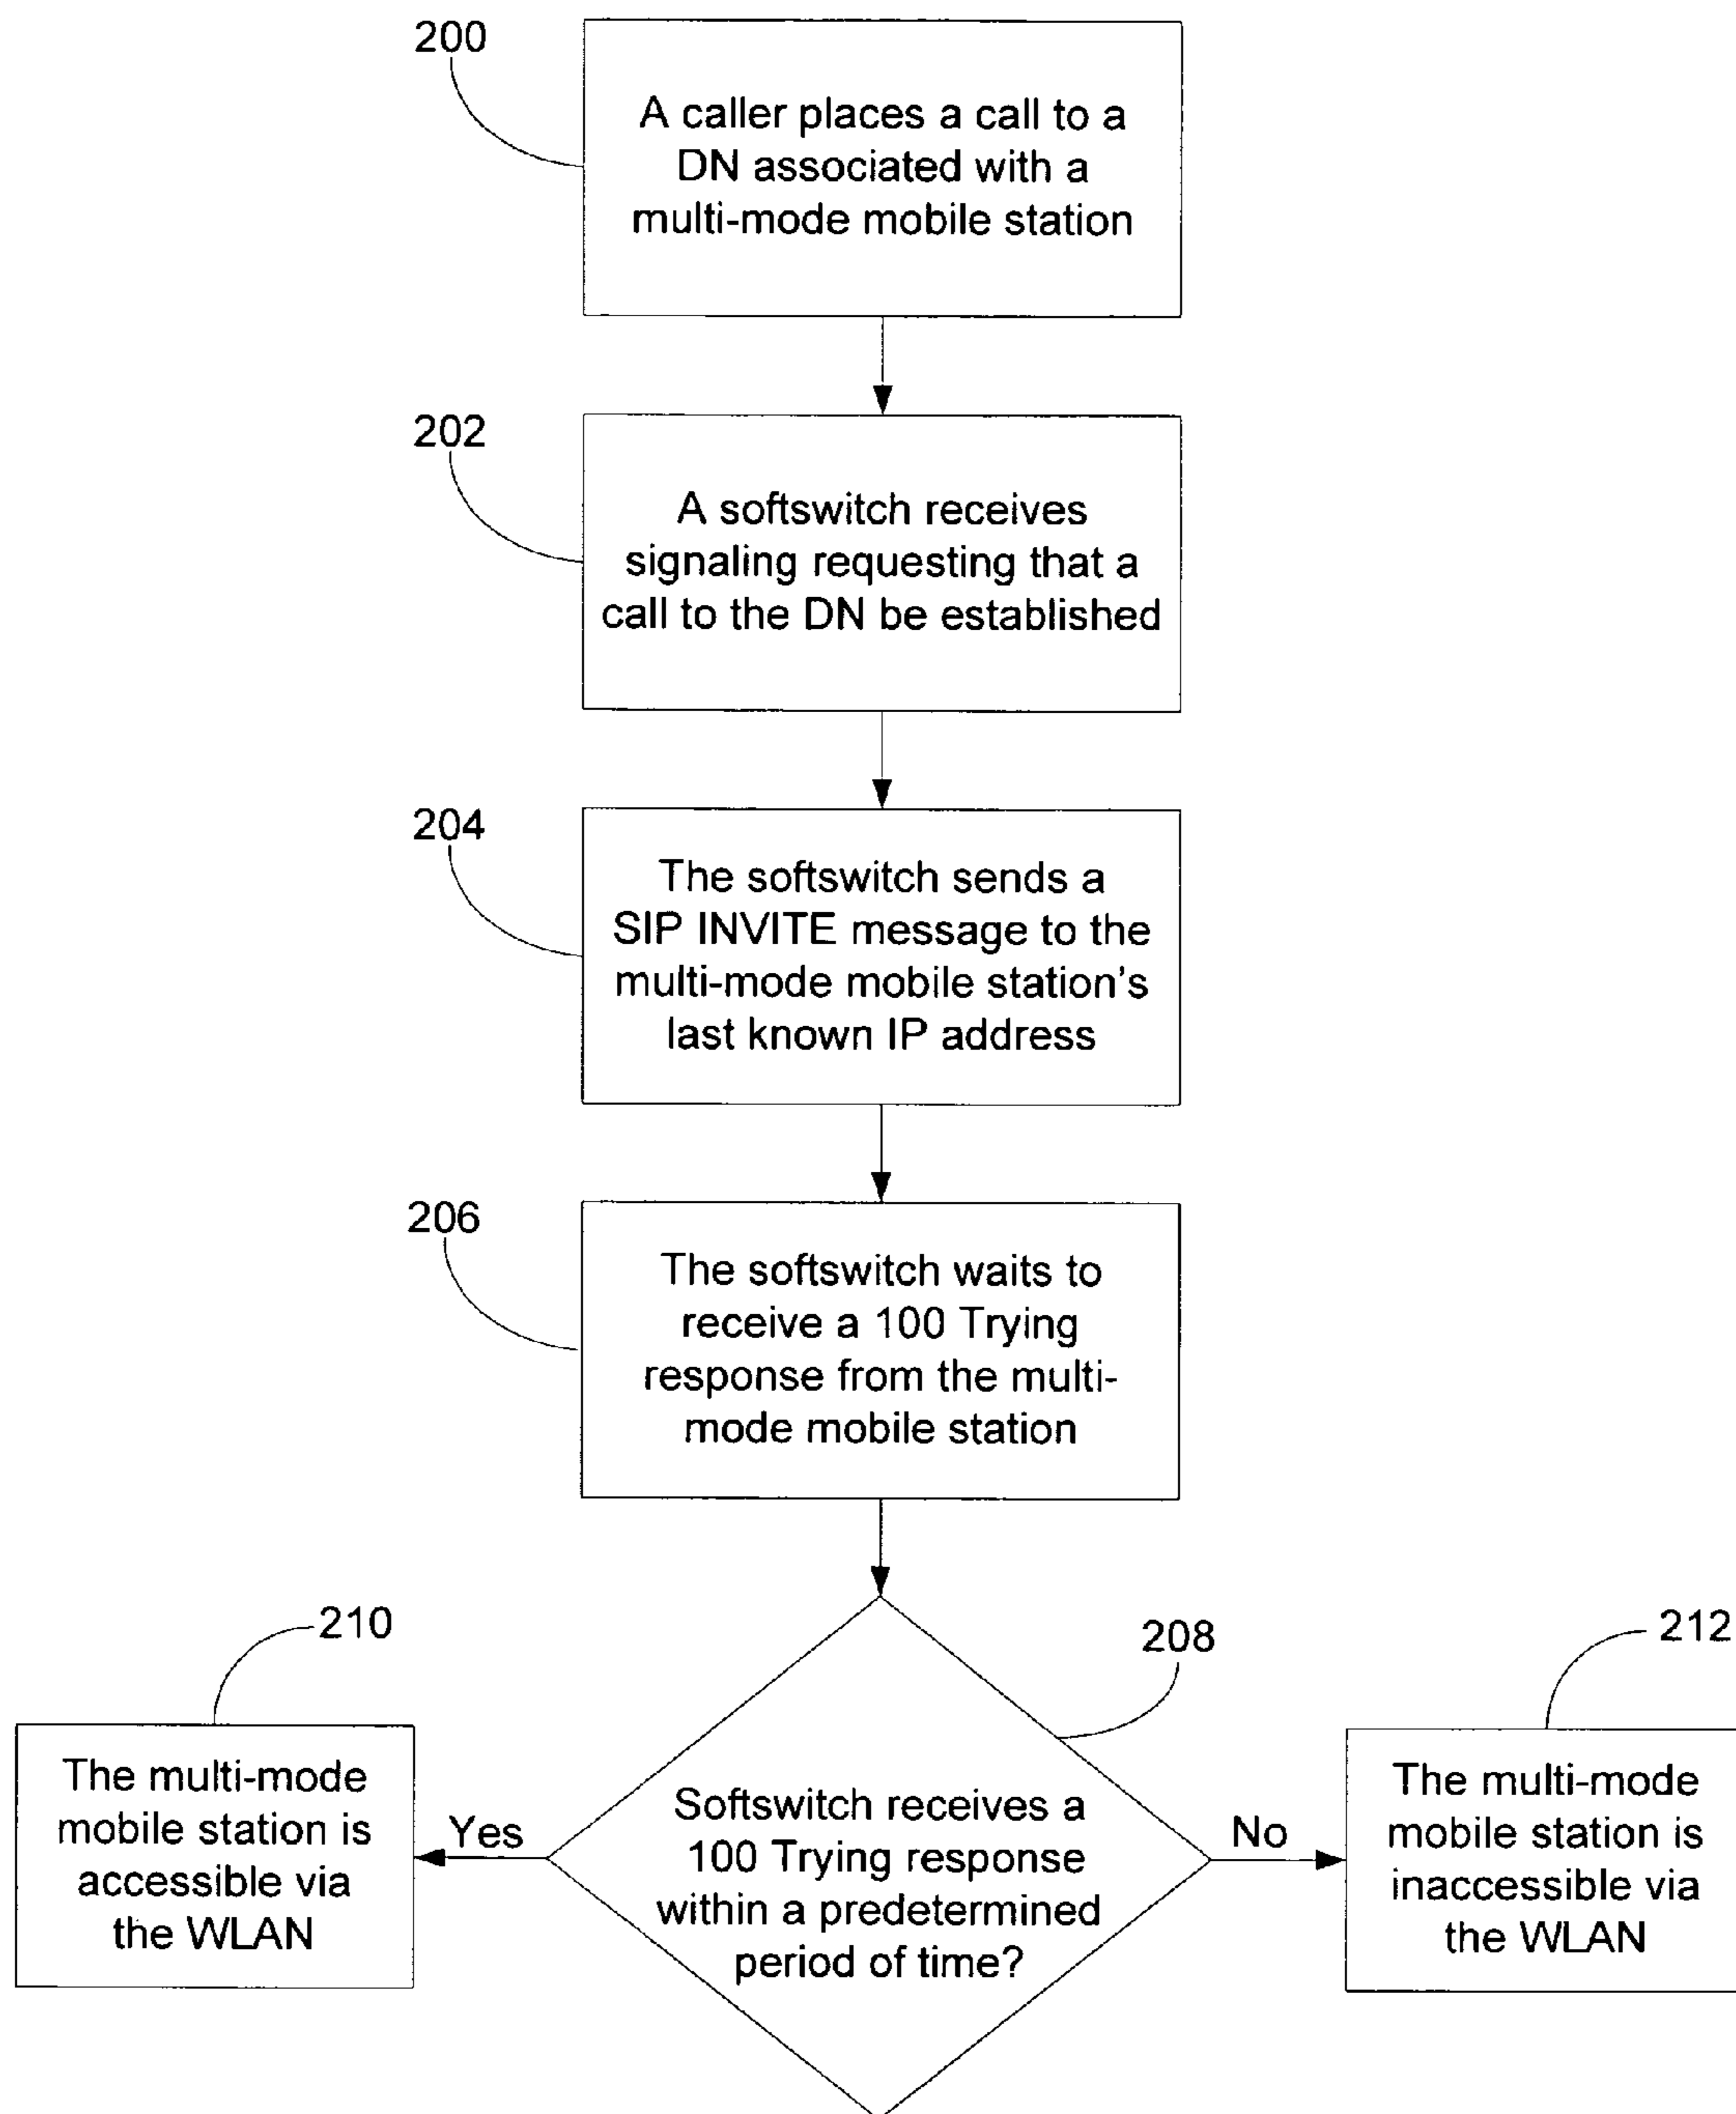 200
A caller places a call to a
DN associated with a
multi-mode mobile station
202
A softswitch receives
signaling requesting that a
call to the DN be established
204
The softswitch sends a
SIP INVITE message to the
multi-mode mobile station's
last known IP address
206
The softswitch waits to
receive a 100 Trying
response from the multi-
mode mobile station
208
Softswitch receives a
100 Trying response
within a predetermined
period of time?
Yes
210
The multi-mode
mobile station is
accessible via
the WLAN
No
212
The multi-mode
mobile station is
inaccessible via
the WLAN